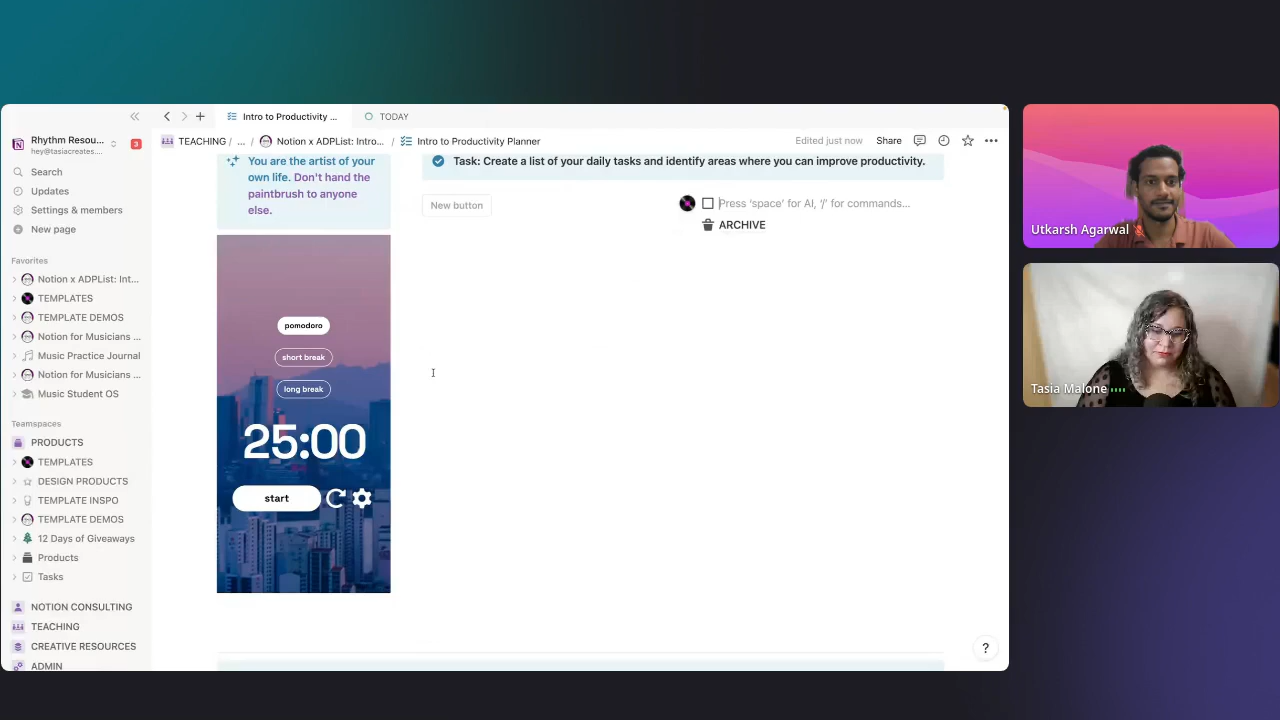 Intro to Productivity ...
TODAY
Rhythm Resou...
hey@tasiacreates....
3
TEACHING / ... Notion x ADPList: Intro... / Intro to Productivity Planner
Edited just now
Share
Search
Updates
Settings & members
New page
Favorites
Notion x ADPList: Int...
TEMPLATES
TEMPLATE DEMOS
Notion for Musicians ...
Music Practice Journal
Notion for Musicians ...
Music Student OS
Teamspaces
PRODUCTS
TEMPLATES
DESIGN PRODUCTS
TEMPLATE INSPO
TEMPLATE DEMOS
12 Days of Giveaways
Products
Tasks
NOTION CONSULTING
TEACHING
CREATIVE RESOURCES
ADMIN
You are the artist of your
own life. Don't hand the
paintbrush to anyone
else.
pomodoro
short break
long break
25:00
start
Task: Create a list of your daily tasks and identify areas where you can improve productivity.
New button
Press ‘space’ for AI, ‘/’ for commands…
ARCHIVE
?
Utkarsh Agarwal
Tasia Malone